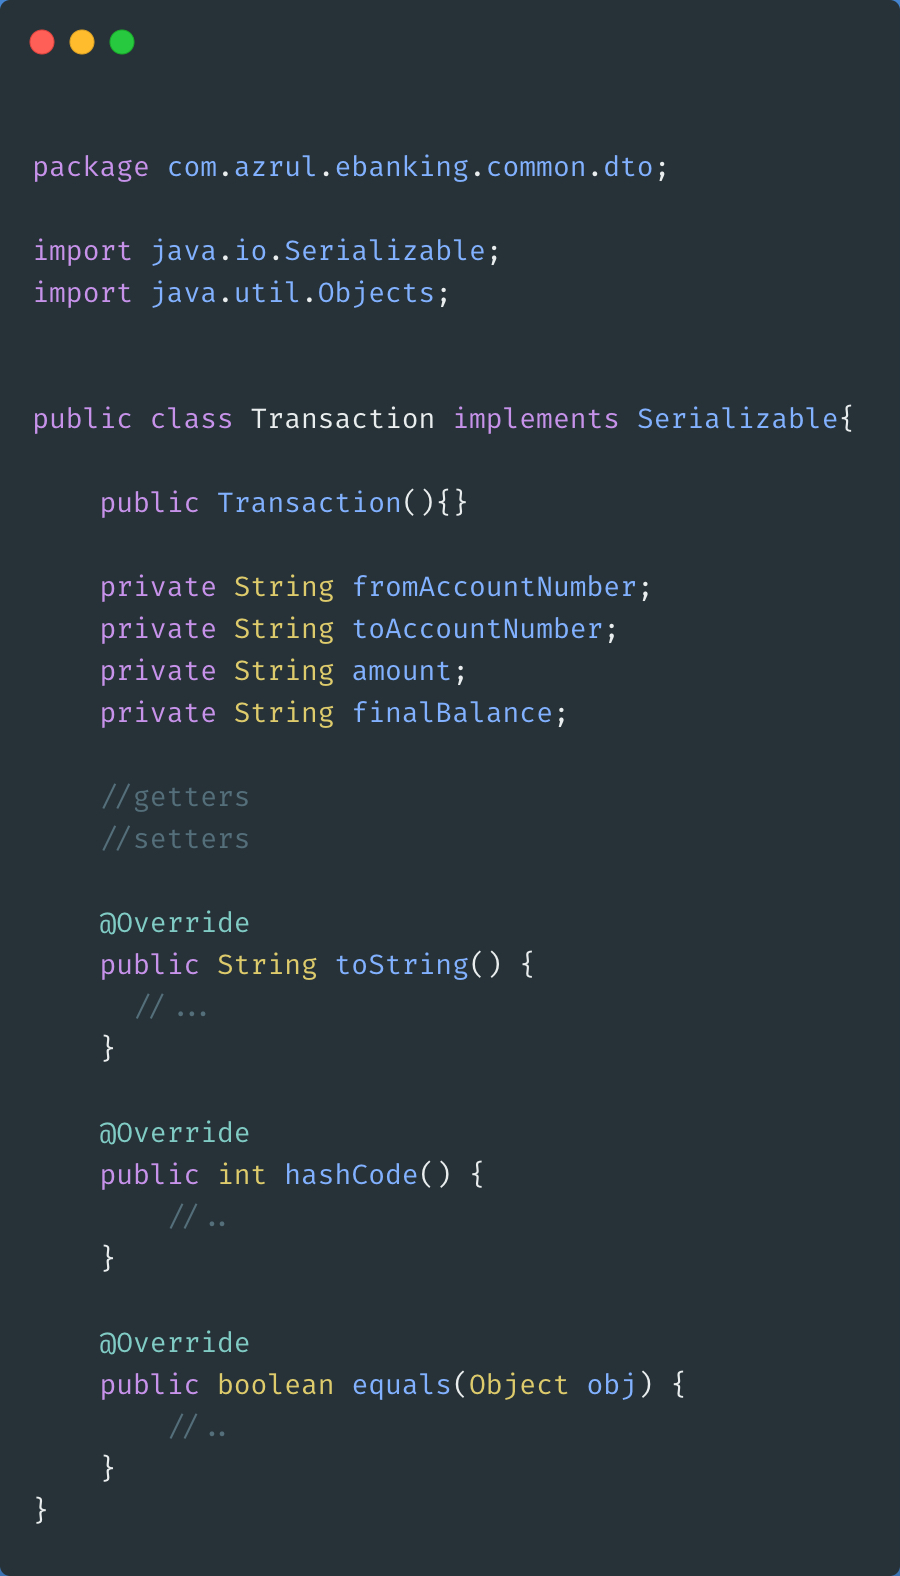 package com.azrul.ebanking.common.dto;
import java.io.Serializable;
import java.util.Objects;
public class Transaction implements Serializable{
public Transaction(){}
private String fromAccountNumber;
private String toAccountNumber;
private String amount;
private String finalBalance;
//getters
//setters
@Override
public String toString() {
//...
}
@Override
public int hashCode() {
//..
}
@Override
public boolean equals(Object obj) {
//..
}
}